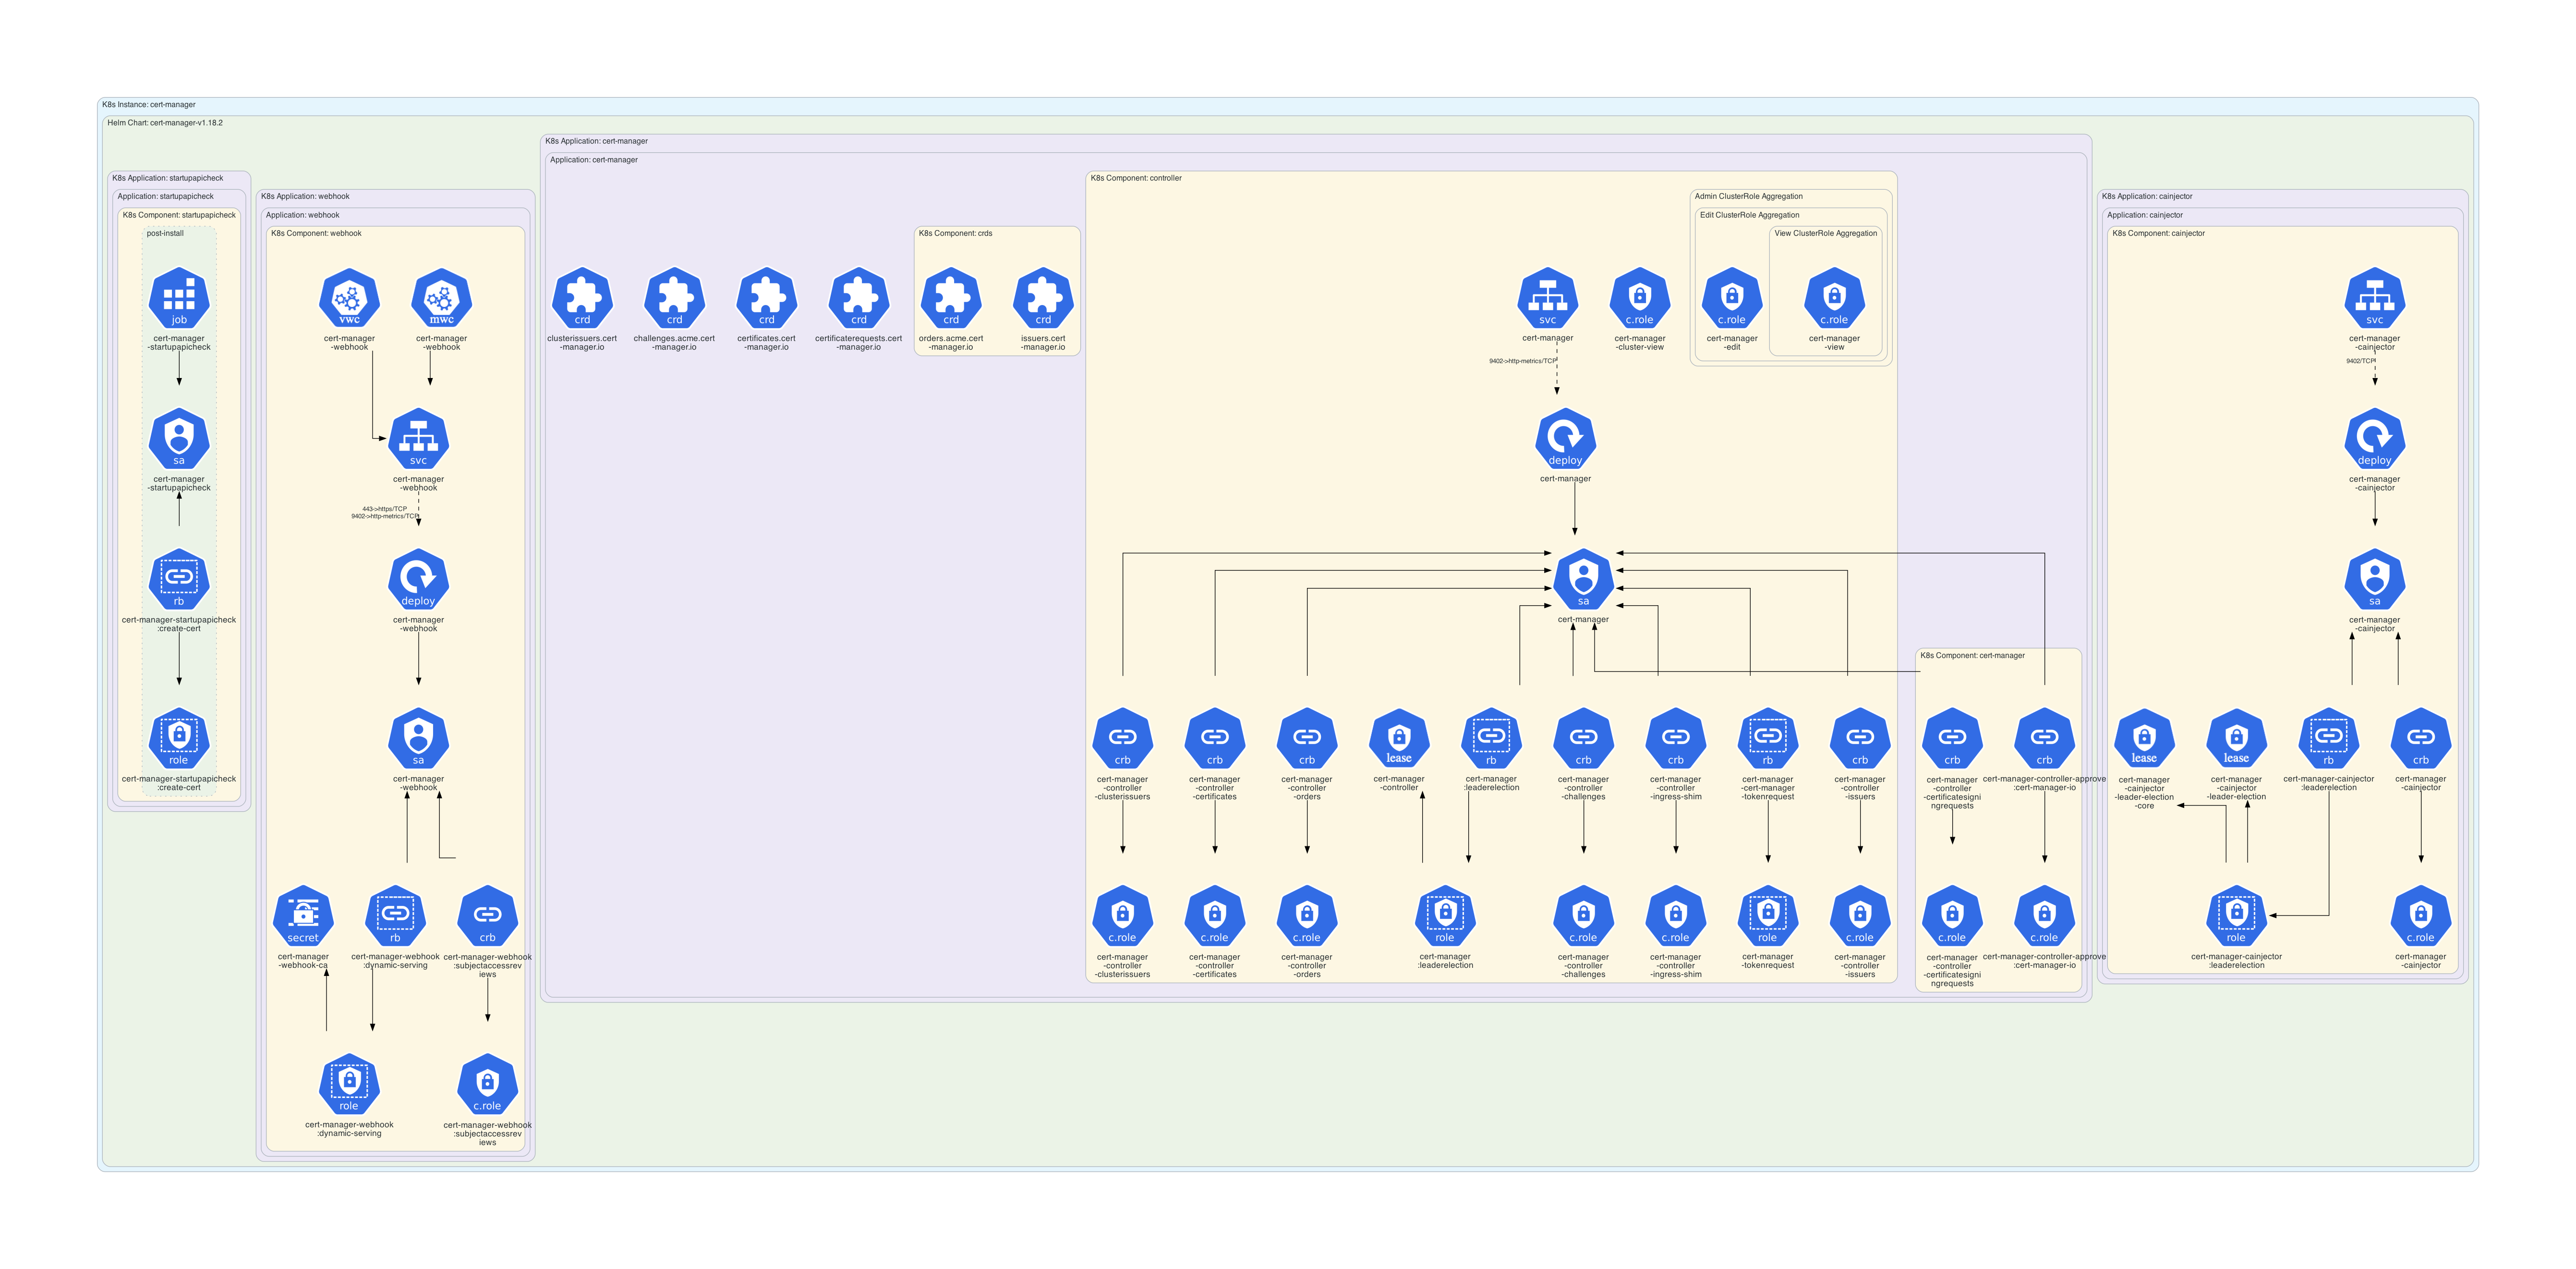 K8s Instance: cert-manager
Helm Chart: cert-manager-v1.18.2
K8s Application: startupapicheck
Application: startupapicheck
K8s Component: startupapicheck
post-install
job
cert-manager
-startupapicheck
sa
cert-manager
-startupapicheck
rb
cert-manager-startupapicheck
:create-cert
role
cert-manager-startupapicheck
:create-cert
K8s Application: webhook
Application: webhook
K8s Component: webhook
vwc
cert-manager
-webhook
mwc
cert-manager
-webhook
svc
cert-manager
-webhook
443->https/TCP
9402->http-metrics/TCP
deploy
cert-manager
-webhook
sa
cert-manager
-webhook
secret
cert-manager
-webhook-ca
rb
cert-manager-webhook
:dynamic-serving
crb
cert-manager-webhook
:subjectaccessrev
iews
role
cert-manager-webhook
:dynamic-serving
c.role
cert-manager-webhook
:subjectaccessrev
iews
K8s Application: cert-manager
Application: cert-manager
crd
clusterissuers.cert
-manager.io
crd
challenges.acme.cert
-manager.io
crd
certificates.cert
-manager.io
crd
certificaterequests.cert
-manager.io
K8s Component: crds
crd
orders.acme.cert
-manager.io
crd
issuers.cert
-manager.io
K8s Component: controller
svc
cert-manager
9402->http-metrics/TCP
c.role
cert-manager
-cluster-view
Admin ClusterRole Aggregation
Edit ClusterRole Aggregation
c.role
cert-manager
-edit
View ClusterRole Aggregation
c.role
cert-manager
-view
deploy
cert-manager
sa
cert-manager
crb
cert-manager
-controller
-clusterissuers
crb
cert-manager
-controller
-certificates
crb
cert-manager
-controller
-orders
lease
cert-manager
-controller
rb
cert-manager
:leaderelection
crb
cert-manager
-controller
-challenges
crb
cert-manager
-controller
-ingress-shim
rb
cert-manager
-cert-manager
-tokenrequest
crb
cert-manager
-controller
-issuers
c.role
cert-manager
-controller
-clusterissuers
c.role
cert-manager
-controller
-certificates
c.role
cert-manager
-controller
-orders
role
cert-manager
:leaderelection
c.role
cert-manager
-controller
-challenges
c.role
cert-manager
-controller
-ingress-shim
role
cert-manager
-tokenrequest
c.role
cert-manager
-controller
-issuers
K8s Component: cert-manager
crb
cert-manager
-controller
-certificatesigni
ngrequests
crb
cert-manager-controller-approve
:cert-manager-io
c.role
cert-manager
-controller
-certificatesigni
ngrequests
c.role
cert-manager-controller-approve
:cert-manager-io
K8s Application: cainjector
Application: cainjector
K8s Component: cainjector
svc
cert-manager
-cainjector
9402/TCP
deploy
cert-manager
-cainjector
sa
cert-manager
-cainjector
lease
cert-manager
-cainjector
-leader-election
-core
lease
cert-manager
-cainjector
-leader-election
rb
cert-manager-cainjector
:leaderelection
crb
cert-manager
-cainjector
role
cert-manager-cainjector
:leaderelection
c.role
cert-manager
-cainjector